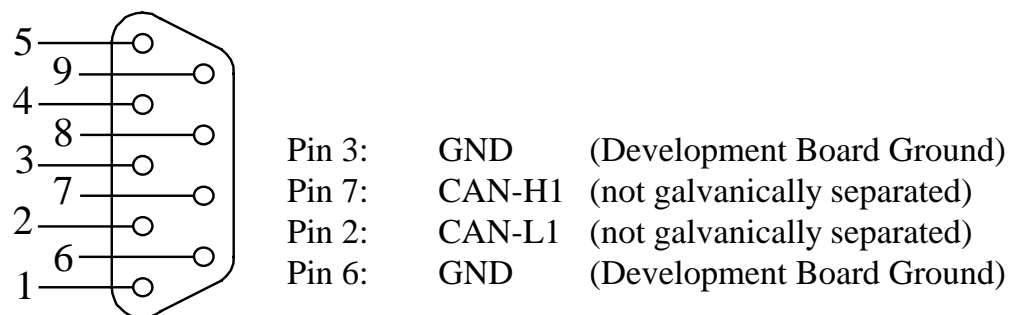 5
9
4
8
3
7
2
6
1
Pin 3: GND (Development Board Ground)
Pin 7: CAN-H1 (not galvanically separated)
Pin 2: CAN-L1 (not galvanically separated)
Pin 6: GND (Development Board Ground)